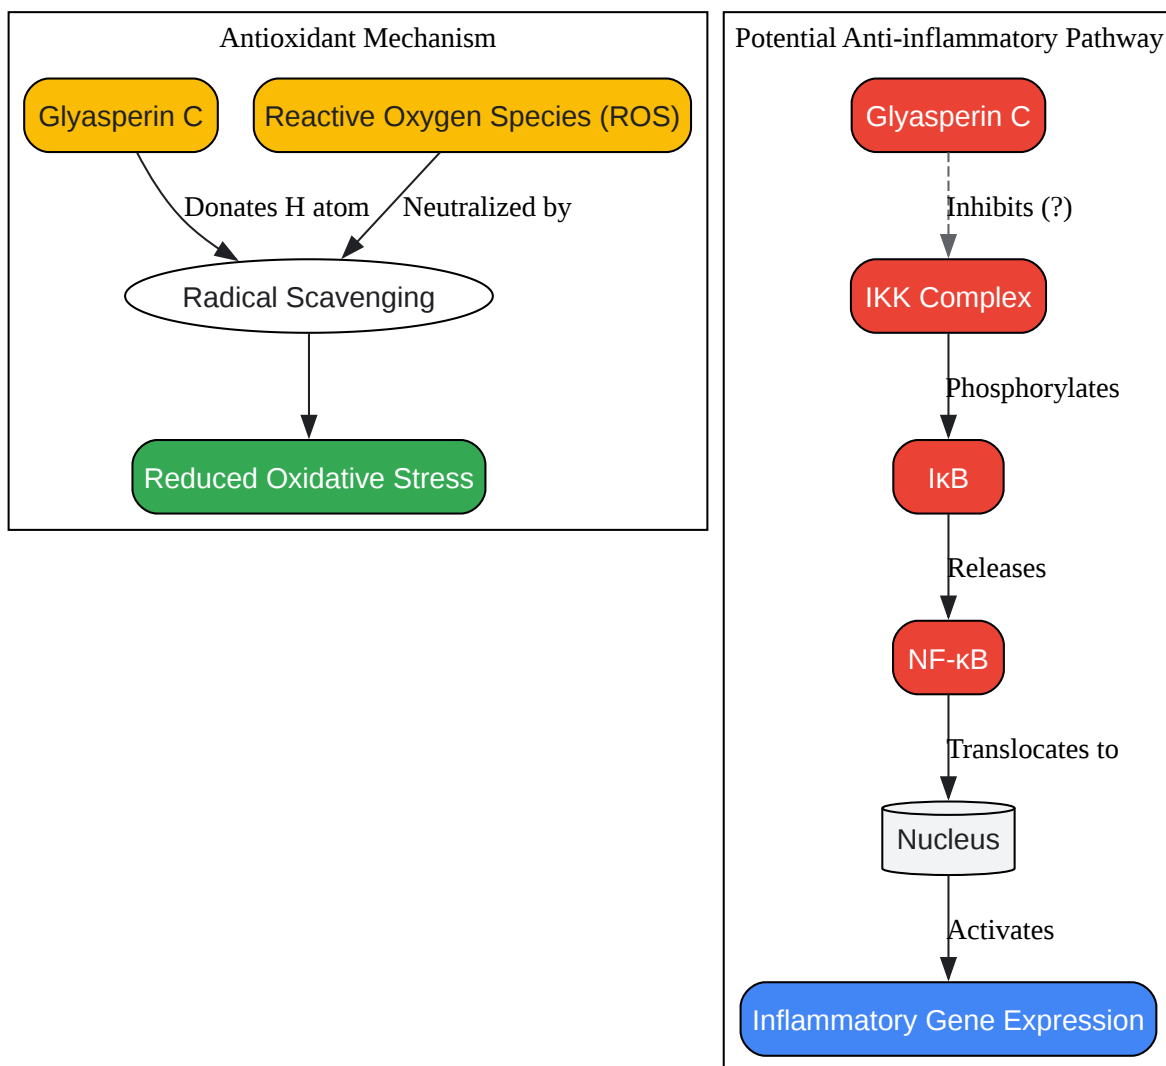 Antioxidant Mechanism
Glyasperin C
Reactive Oxygen Species (ROS)
Donates H atom
Neutralized by
Radical Scavenging
Reduced Oxidative Stress
Potential Anti-inflammatory Pathway
Glyasperin C
Inhibits (?)
IKK Complex
Phosphorylates
IκB
Releases
NF-κB
Translocates to
Nucleus
Activates
Inflammatory Gene Expression